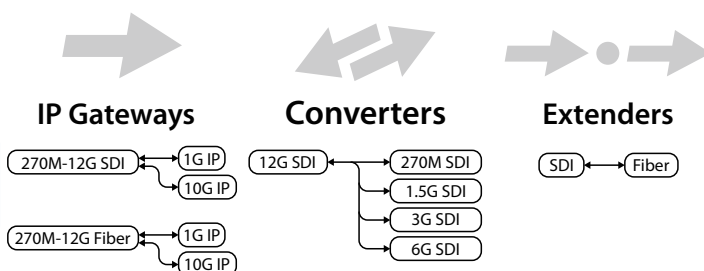 IP Gateways
270M-12G SDI
1G IP
10G IP
270M-12G Fiber
1G IP
10G IP
Converters
12G SDI
270M SDI
1.5G SDI
3G SDI
6G SDI
Extenders
SDI
Fiber